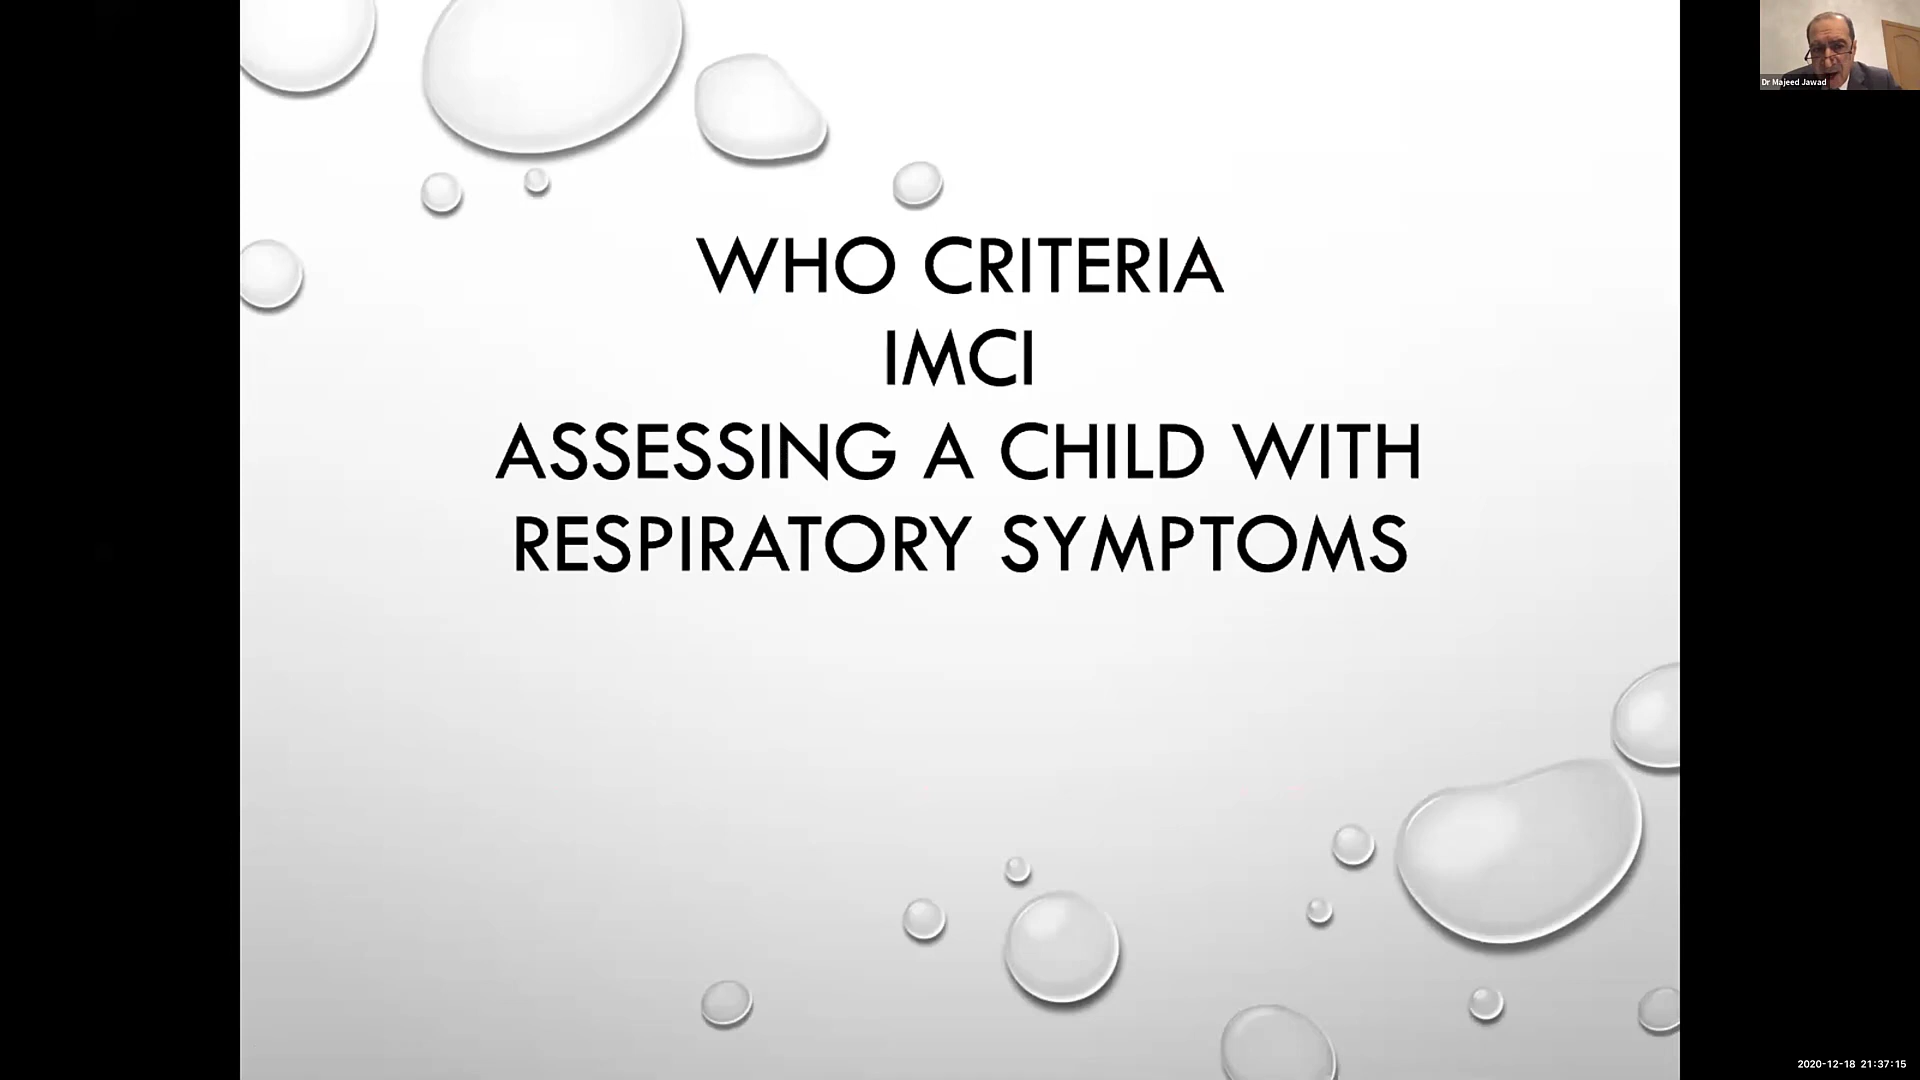 WHO CRITERIA
IMCI
ASSESSING A CHILD WITH
RESPIRATORY SYMPTOMS
Dr Majeed Jawad
2020-12-18 21:37:15